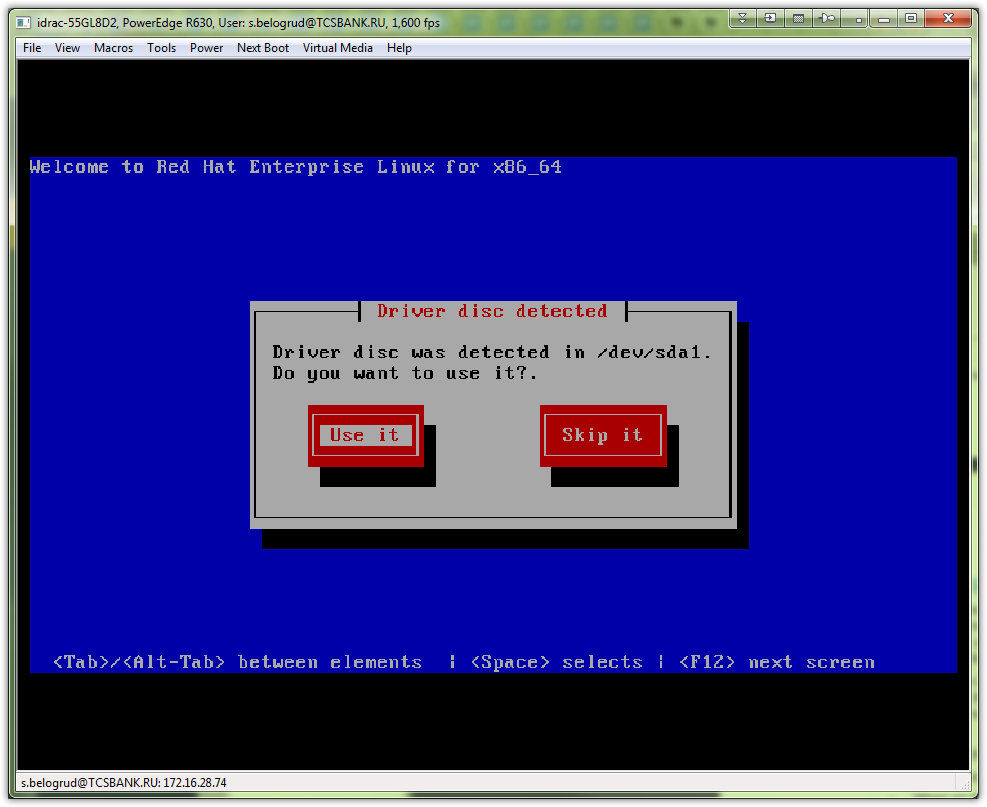 idrac-55GL8D2, PowerEdge R630, User: s.belogrud@TCSBANK.RU, 1,600 fps
File View Macros Tools Power Next Boot Virtual Media Help
Welcome to Red Hat Enterprise Linux for x86_64
Driver disc detected
Driver disc was detected in /dev/sda1.
Do you want to use it?.
Use it Skip it
<Tab>/<Alt-Tab> between elements | <Space> selects | <F12> next screen
s.belogrud@TCSBANK.RU: 172.16.28.74